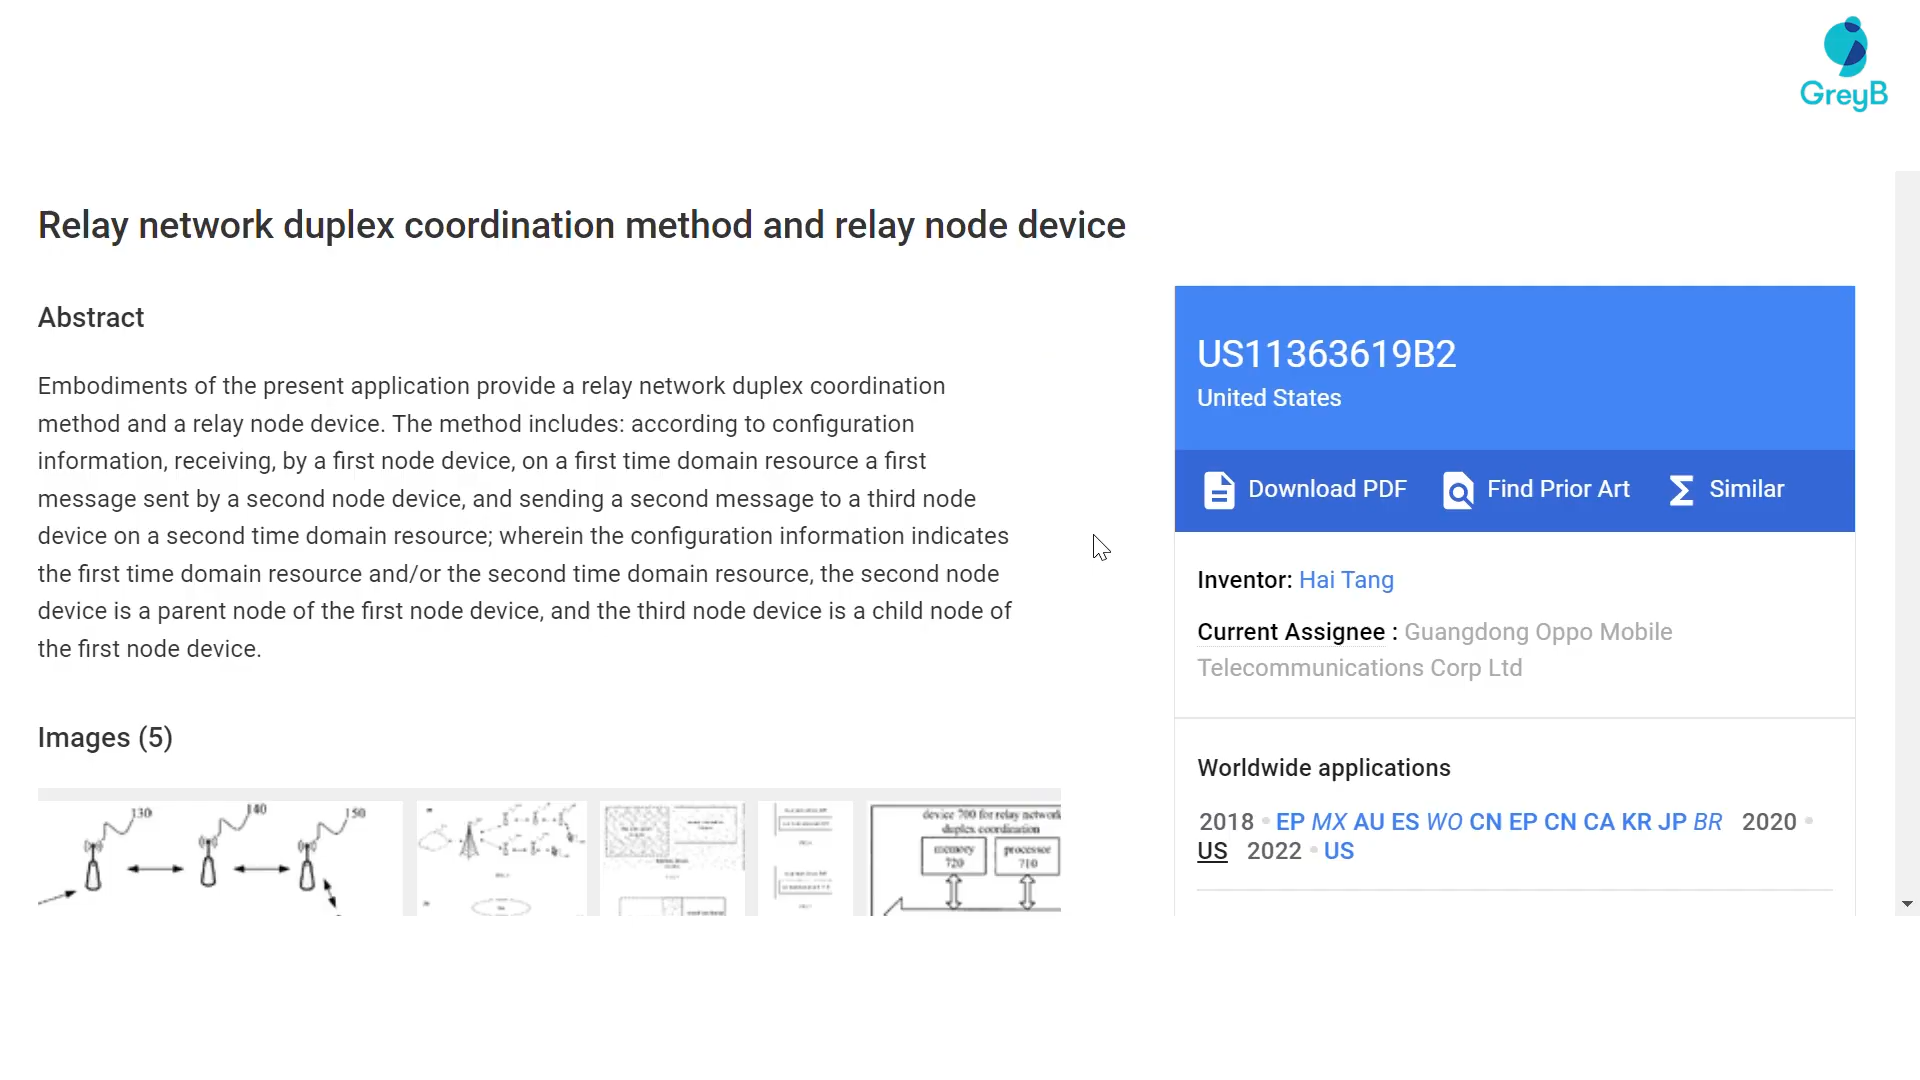 GreyB
Relay network duplex coordination method and relay node device
Abstract
Embodiments of the present application provide a relay network duplex coordination
method and a relay node device. The method includes: according to configuration
information, receiving, by a first node device, on a first time domain resource a first
message sent by a second node device, and sending a second message to a third node
device on a second time domain resource; wherein the configuration information indicates
the first time domain resource and/or the second time domain resource, the second node
device is a parent node of the first node device, and the third node device is a child node of
the first node device.
Images (5)
130
140
150
device 700 for relay network
duplex coordination
memory
720
processor
710
US11363619B2
United States
Download PDF
Find Prior Art
Similar
Inventor: Hai Tang
Current Assignee : Guangdong Oppo Mobile
Telecommunications Corp Ltd
Worldwide applications
2018 EP MX AU ES WO CN EP CN CA KR JP BR 2020
US 2022 US